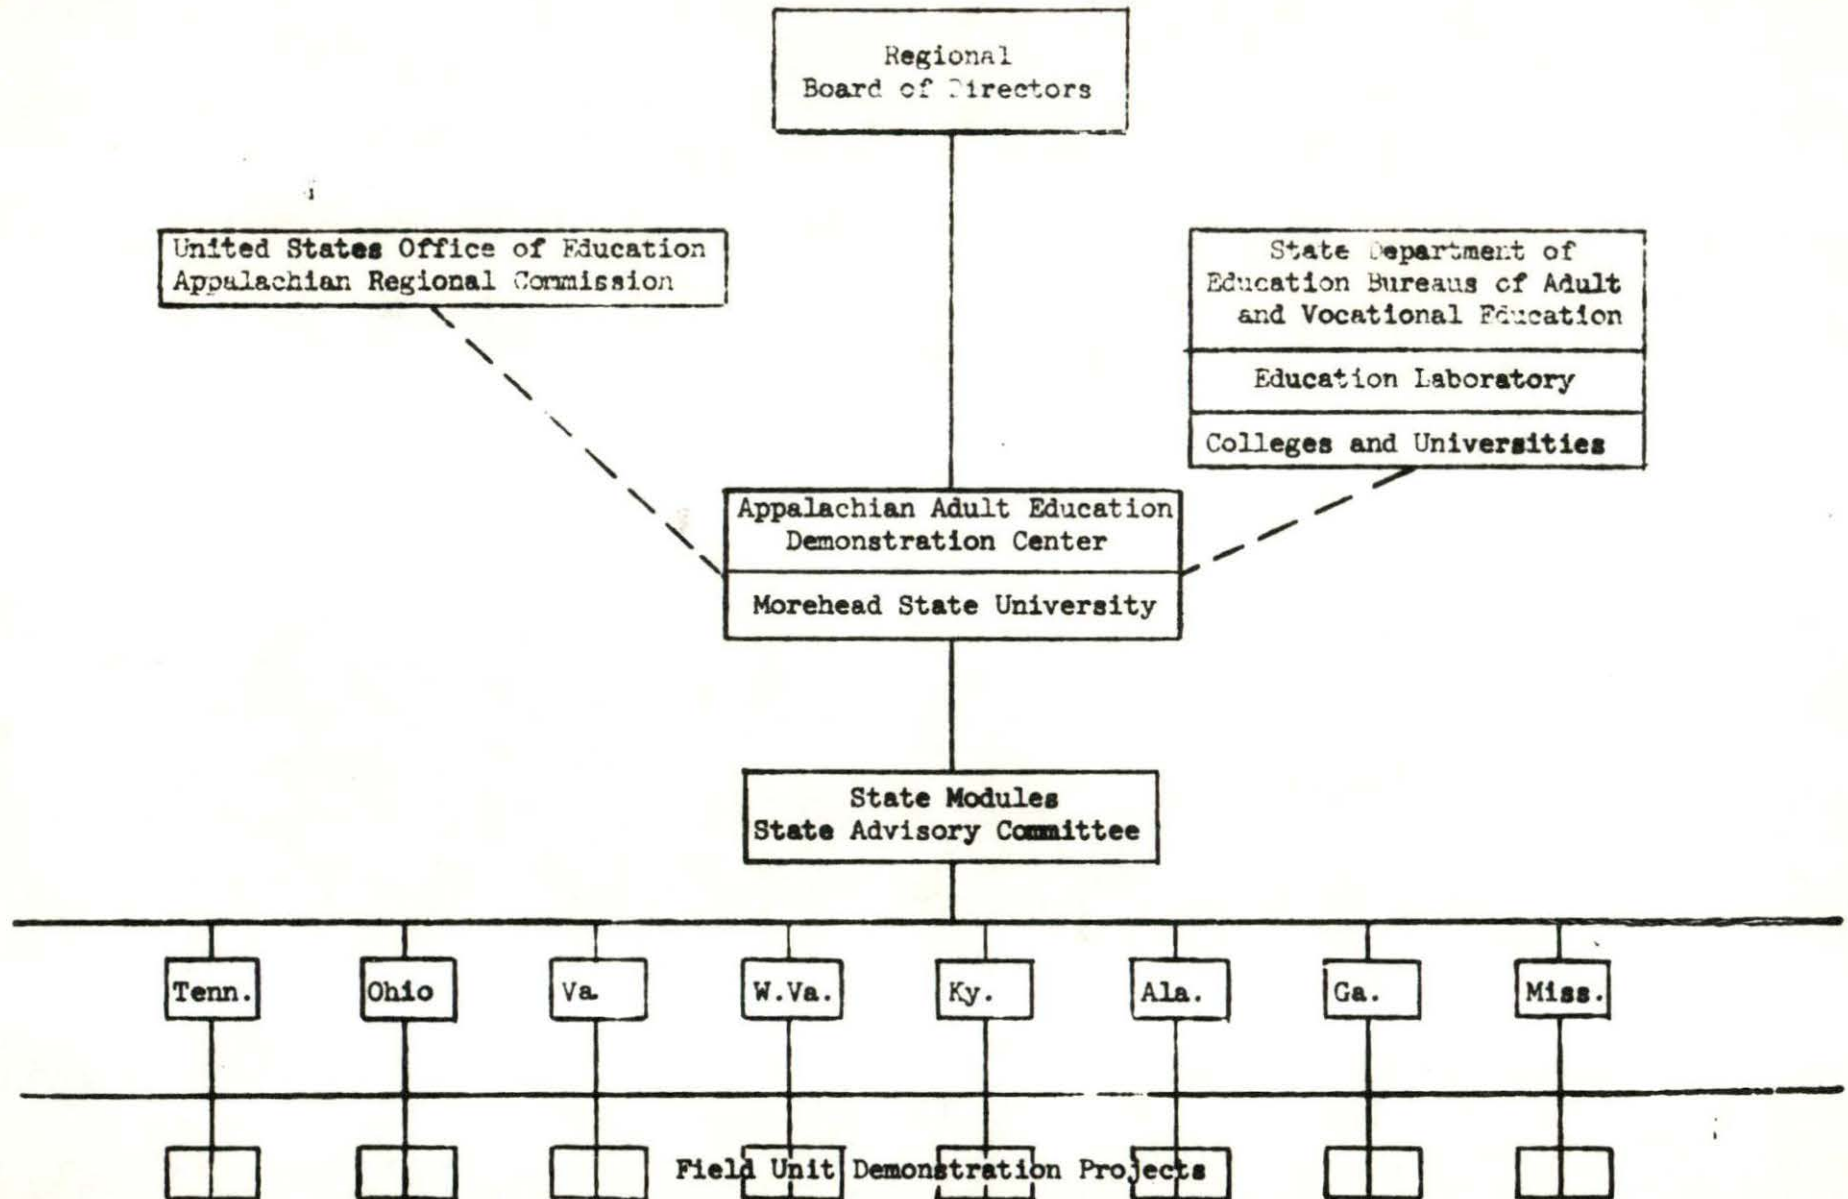 Regional
Board of Directors
United States Office of Education
Appalachian Regional Commission
State Department of
Education Bureaus of Adult
and Vocational Education
Education Laboratory
Colleges and Universities
Appalachian Adult Education
Demonstration Center
Morehead State University
State Modules
State Advisory Committee
Tenn.
Ohio
Va.
W.Va.
Ky.
Ala.
Ga.
Miss.
Field Unit Demonstration Projects